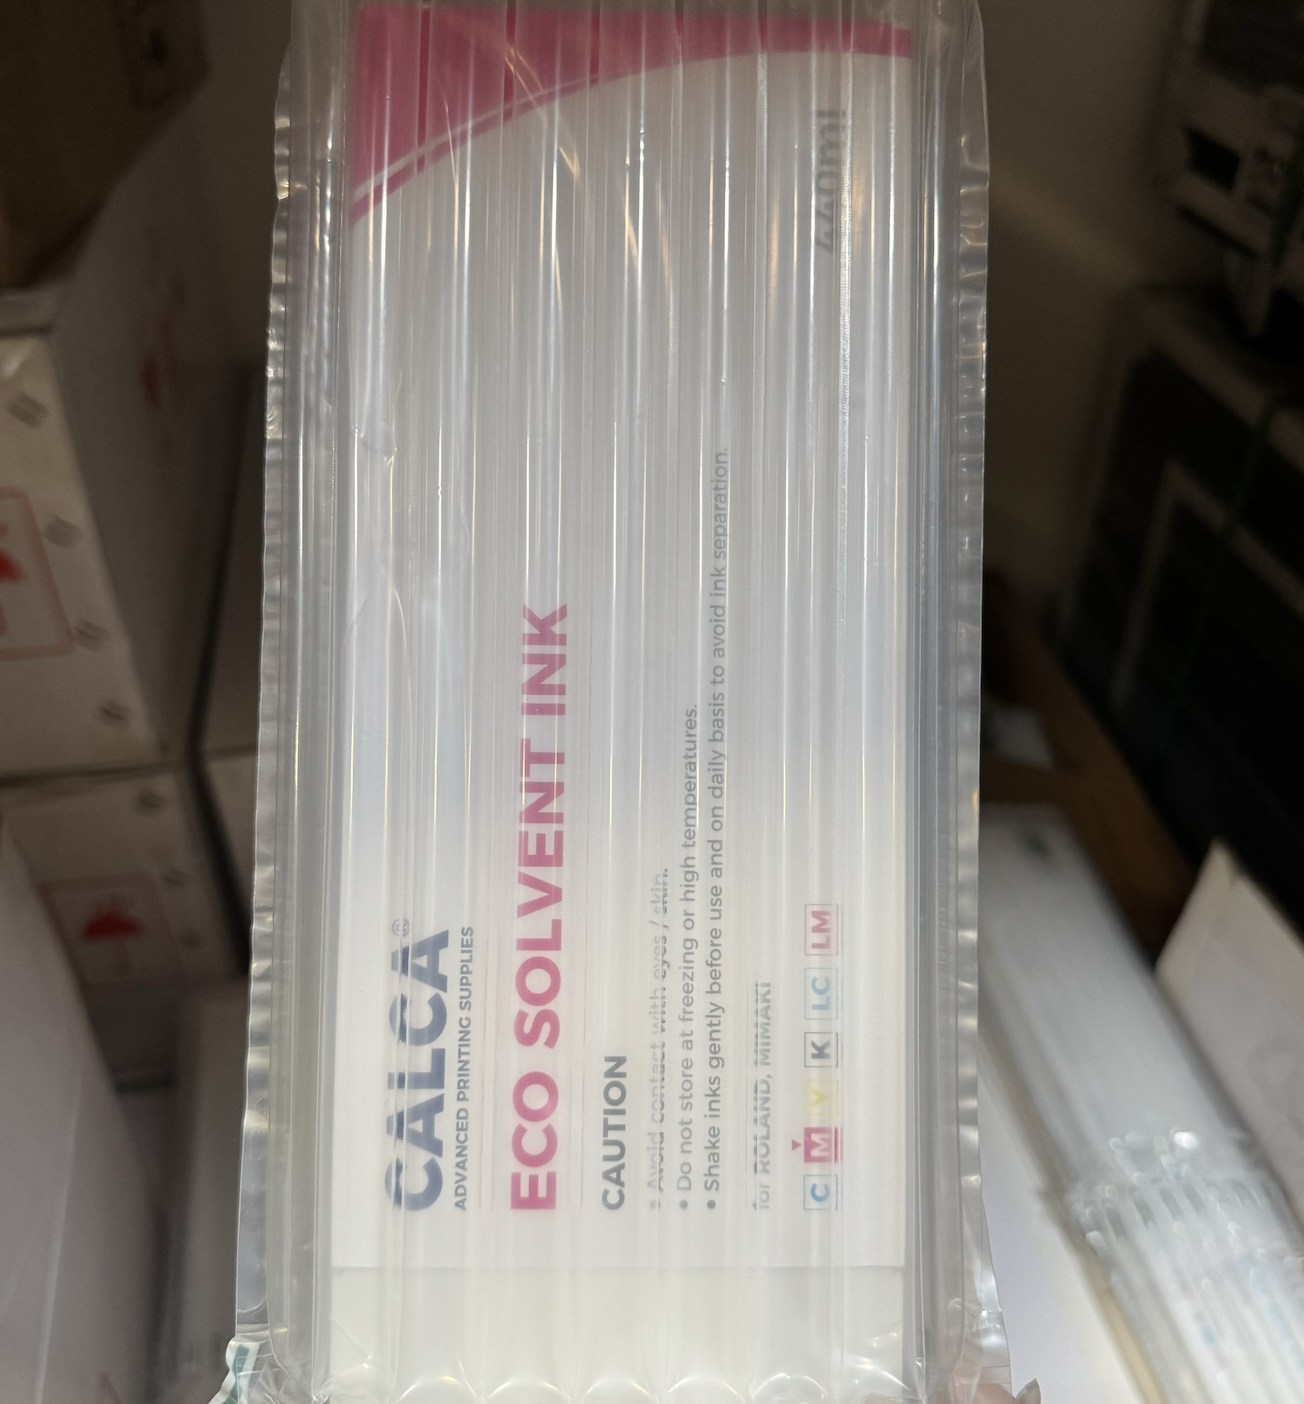 CALCA®
ADVANCED PRINTING SUPPLIES
ECO SOLVENT INK
CAUTION
• Avoid contact with eyes / skin.
• Do not store at freezing or high temperatures.
• Shake inks gently before use and on daily basis to avoid ink separation.
for ROLAND, MIMAKI
C M Y K LC LM
440ml